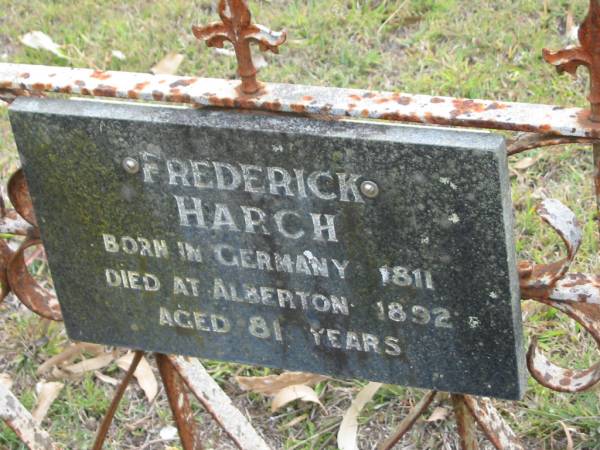 FREDERICK
HARCH
BORN IN GERMANY 1811
DIED AT ALBERTON 1892
AGED 81 YEARS